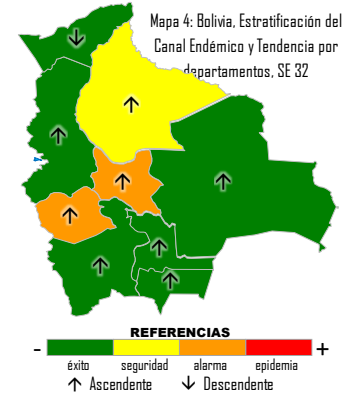 Mapa 4: Bolivia, Estratificación del
Canal Endémico y Tendencia por
departamentos, SE 32
REFERENCIAS
- +
éxito seguridad alarma epidemia
↑ Ascendente ↓ Descendente